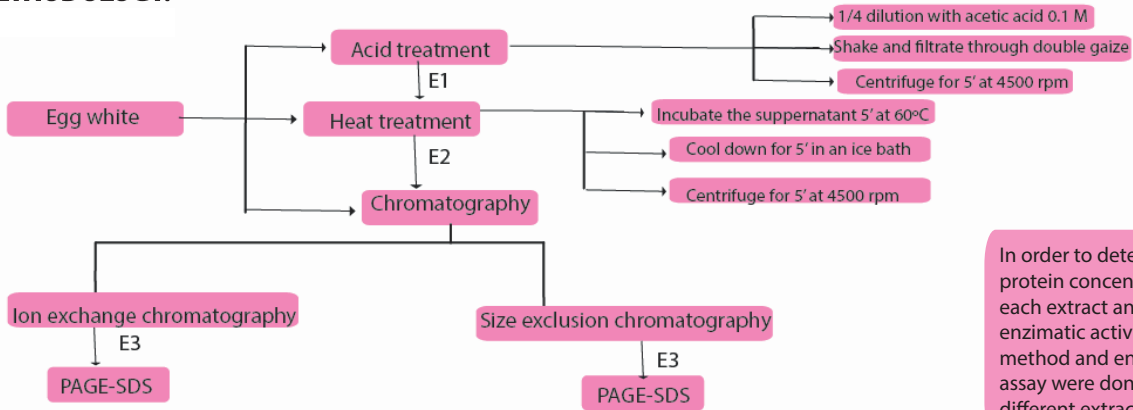 Acid treatment
1/4 dilution with acetic acid 0.1 M
Shake and filtrate through double gaize
Centrifuge for 5' at 4500 rpm
E1
Egg white
Heat treatment
Incubate the suppernatant 5' at 60ºC
Cool down for 5' in an ice bath
Centrifuge for 5' at 4500 rpm
E2
Chromatography
Ion exchange chromatography
E3
PAGE-SDS
Size exclusion chromatography
E3
PAGE-SDS
In order to dete
protein concen
each extract an
enzimatic activ
method and en
assay were don
different extrac